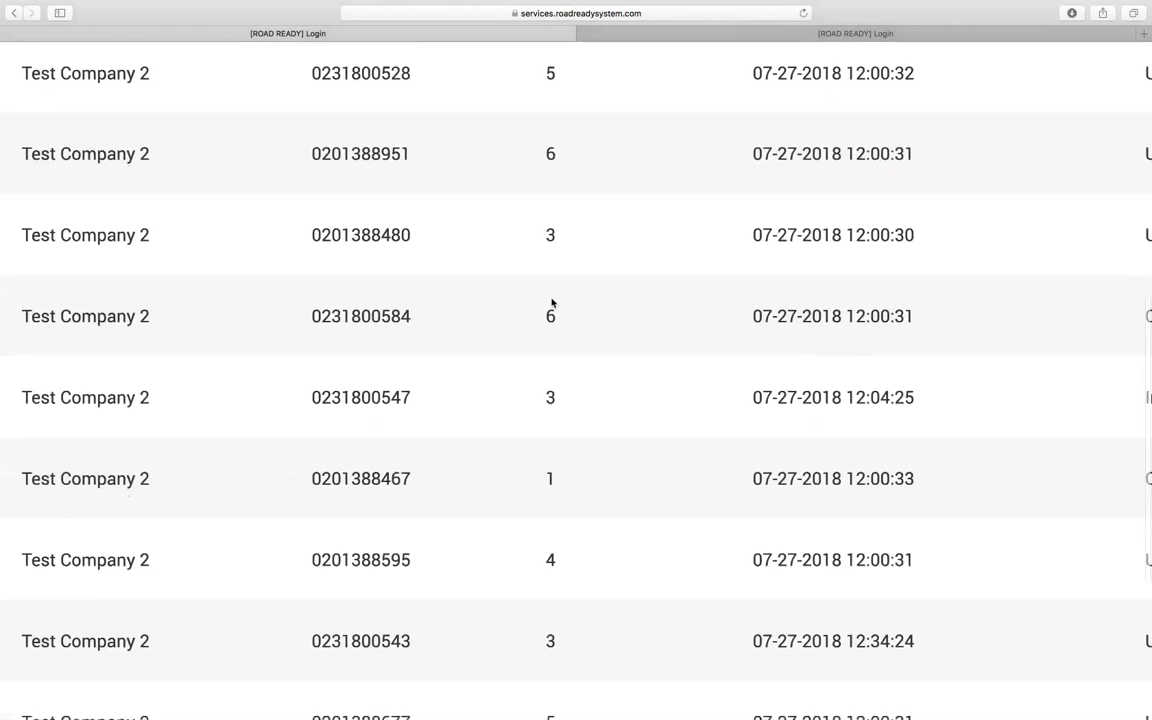 services.roadreadysystem.com
[ROAD READY] Login [ROAD READY] Login
Test Company 2 0231800528 5 07-27-2018 12:00:32
Test Company 2 0201388951 6 07-27-2018 12:00:31
Test Company 2 0201388480 3 07-27-2018 12:00:30
Test Company 2 0231800584 6 07-27-2018 12:00:31
Test Company 2 0231800547 3 07-27-2018 12:04:25
Test Company 2 0201388467 1 07-27-2018 12:00:33
Test Company 2 0201388595 4 07-27-2018 12:00:31
Test Company 2 0231800543 3 07-27-2018 12:34:24